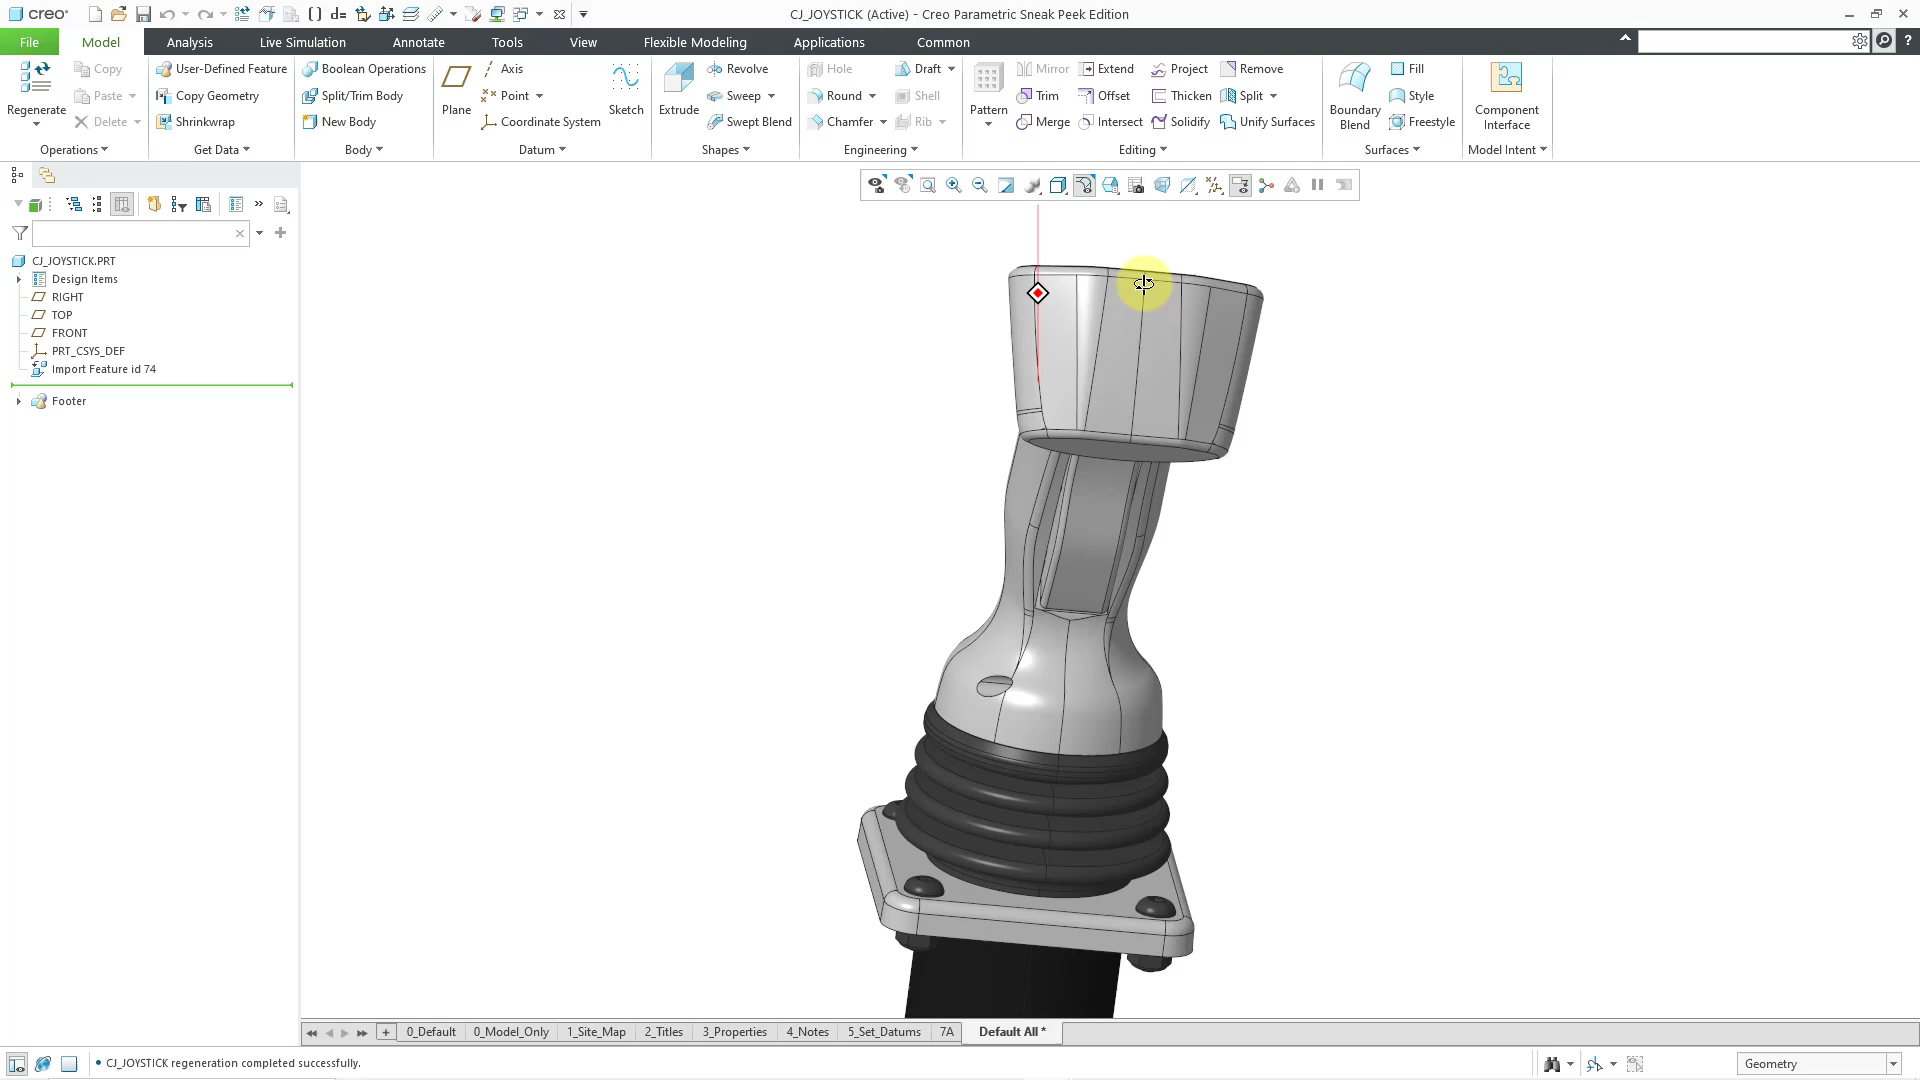 creo
CJ_JOYSTICK (Active) - Creo Parametric Sneak Peek Edition
File Model Analysis Live Simulation Annotate Tools View Flexible Modeling Applications Common
Regenerate
Copy
Paste
Delete
User-Defined Feature
Copy Geometry
Shrinkwrap
Boolean Operations
Split/Trim Body
New Body
Plane
Axis
Point
Coordinate System
Sketch
Extrude
Revolve
Sweep
Swept Blend
Hole
Round
Chamfer
Draft
Shell
Rib
Pattern
Mirror
Trim
Merge
Extend
Offset
Intersect
Project
Thicken
Solidify
Remove
Split
Unify Surfaces
Boundary
Blend
Fill
Style
Freestyle
Component
Interface
Operations Get Data Body Datum Shapes Engineering Editing Surfaces Model Intent
CJ_JOYSTICK.PRT
Design Items
RIGHT
TOP
FRONT
PRT_CSYS_DEF
Import Feature id 74
Footer
0_Default 0_Model_Only 1_Site_Map 2_Titles 3_Properties 4_Notes 5_Set_Datums 7A Default All *
• CJ_JOYSTICK regeneration completed successfully.
Geometry